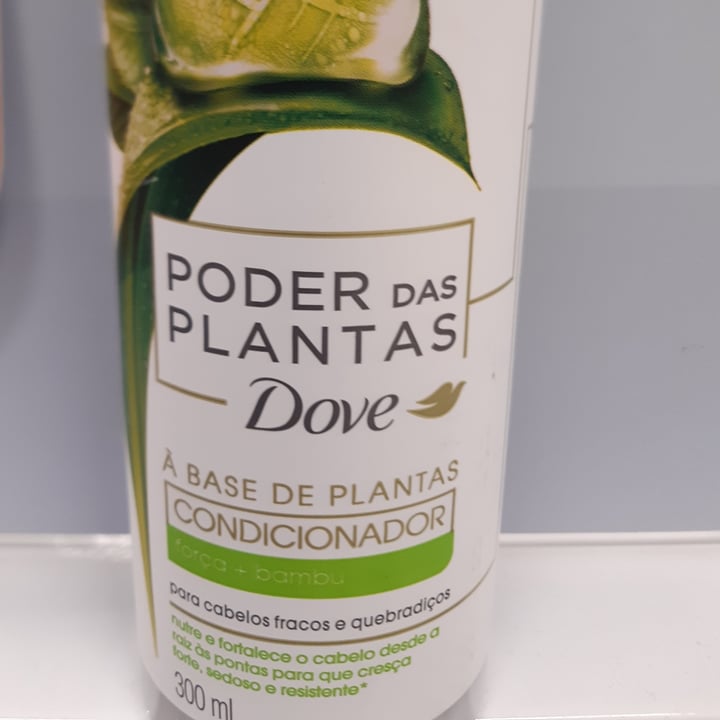 PODER DAS
PLANTAS
Dove
À BASE DE PLANTAS
CONDICIONADOR
força + bambu
para cabelos fracos e quebradiços
nutre e fortalece o cabelo desde a
raiz às pontas para que cresça
forte, sedoso e resistente*
300 ml